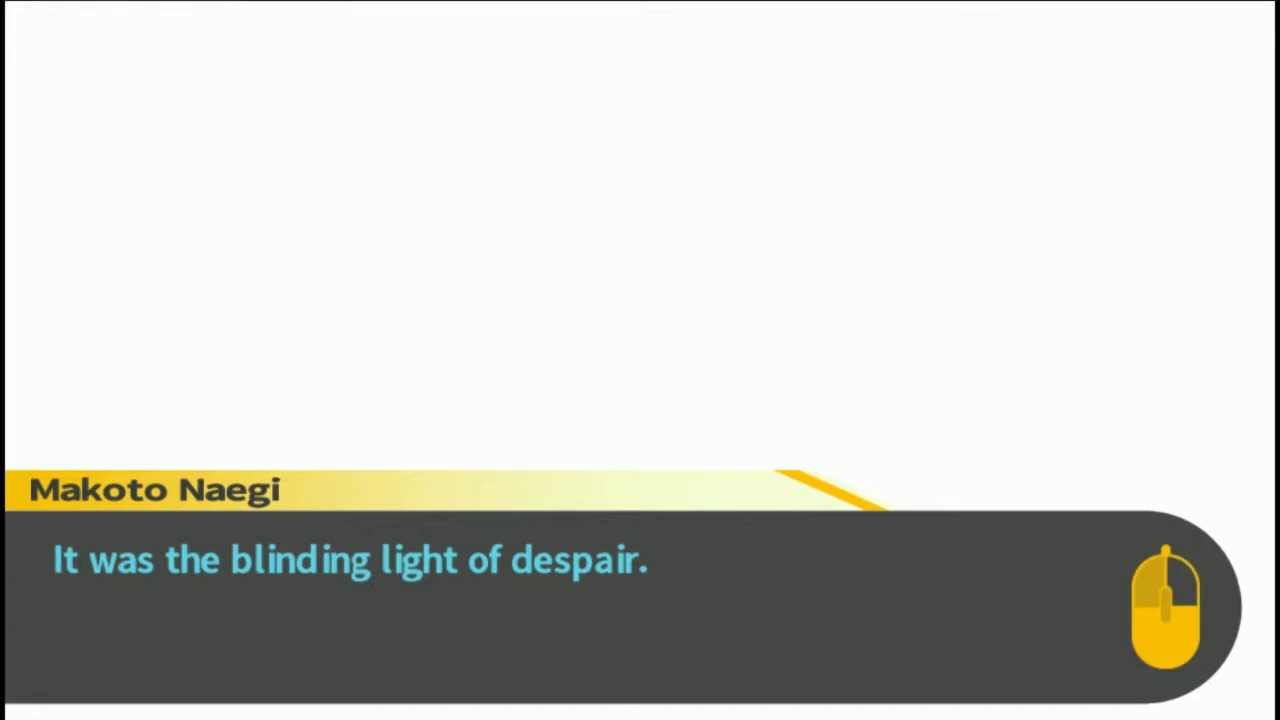 Makoto Naegi
It was the blinding light of despair.